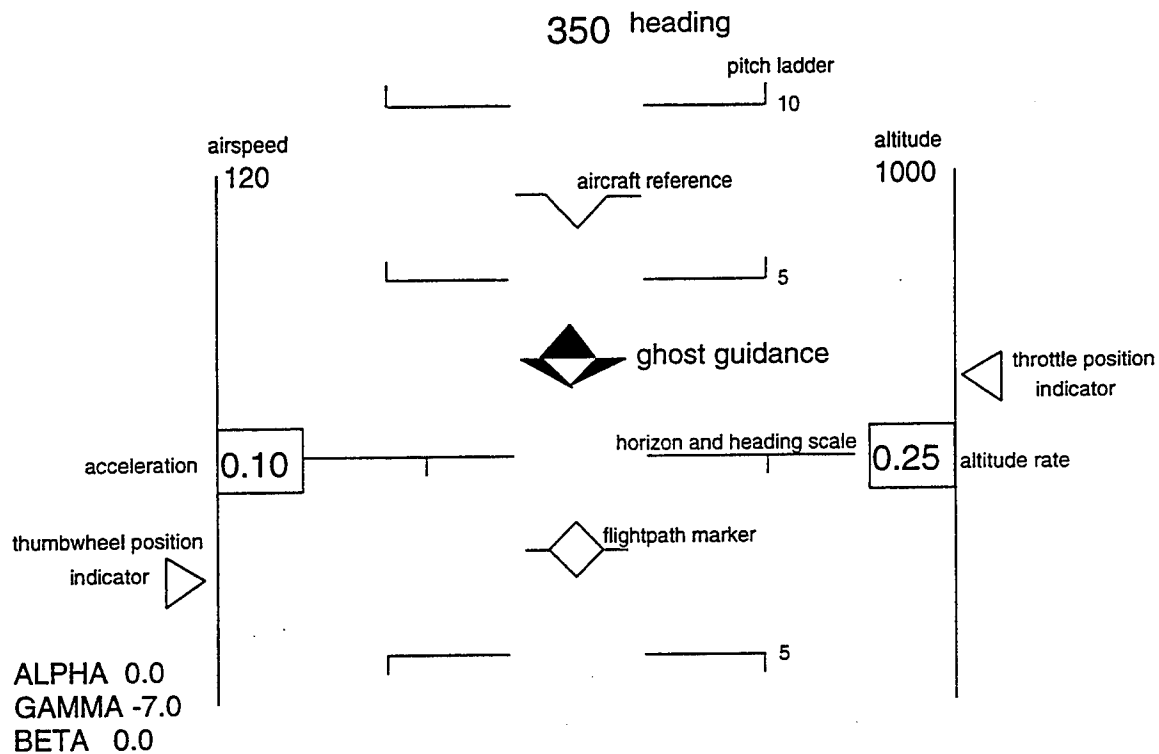 350 heading
pitch ladder
10
airspeed
120
altitude
1000
aircraft reference
5
ghost guidance
throttle position
indicator
horizon and heading scale
acceleration
0.10
0.25
altitude rate
flightpath marker
thumbwheel position
indicator
5
ALPHA 0.0
GAMMA -7.0
BETA 0.0